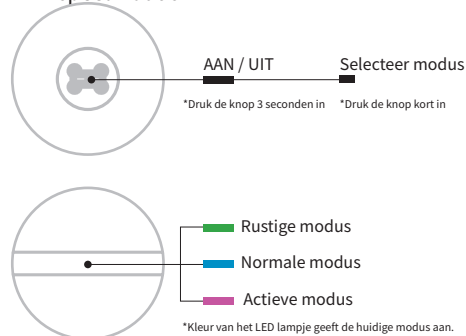 AAN / UIT
Selecteer modus
*Druk de knop 3 seconden in
*Druk de knop kort in
Rustige modus
Normale modus
Actieve modus
*Kleur van het LED lampje geeft de huidige modus aan.